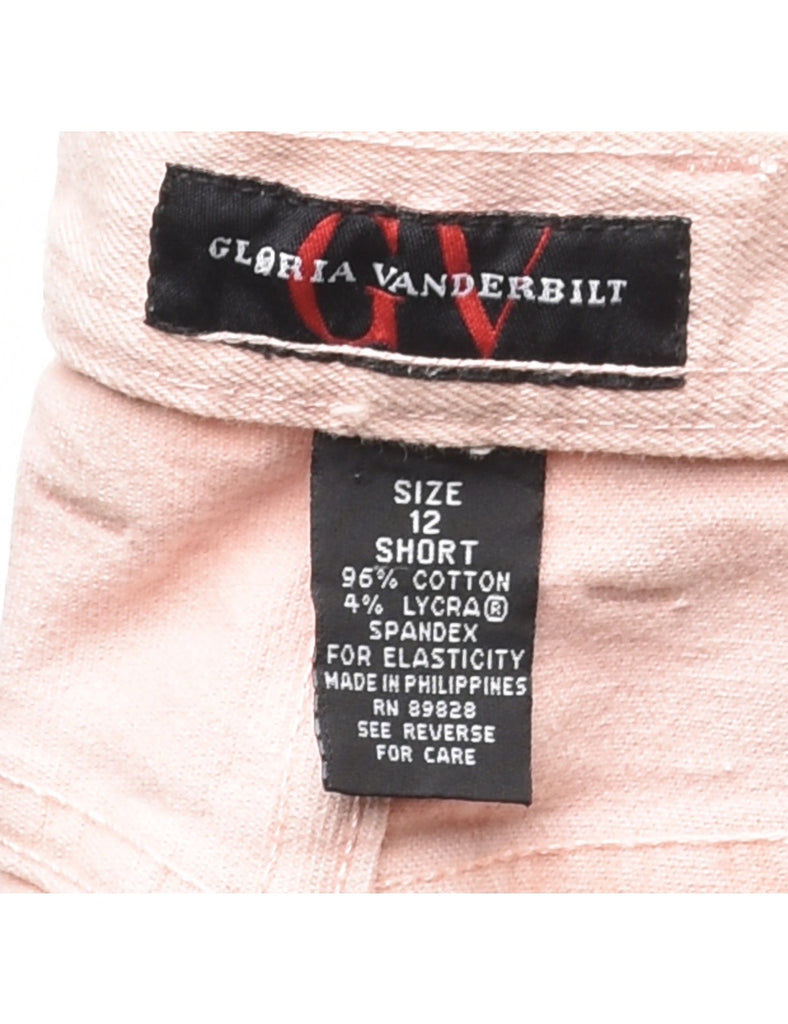 GV
GLORIA VANDERBILT
SIZE
12
SHORT
96% COTTON
4% LYCRA®
SPANDEX
FOR ELASTICITY
MADE IN PHILIPPINES
RN 89828
SEE REVERSE
FOR CARE